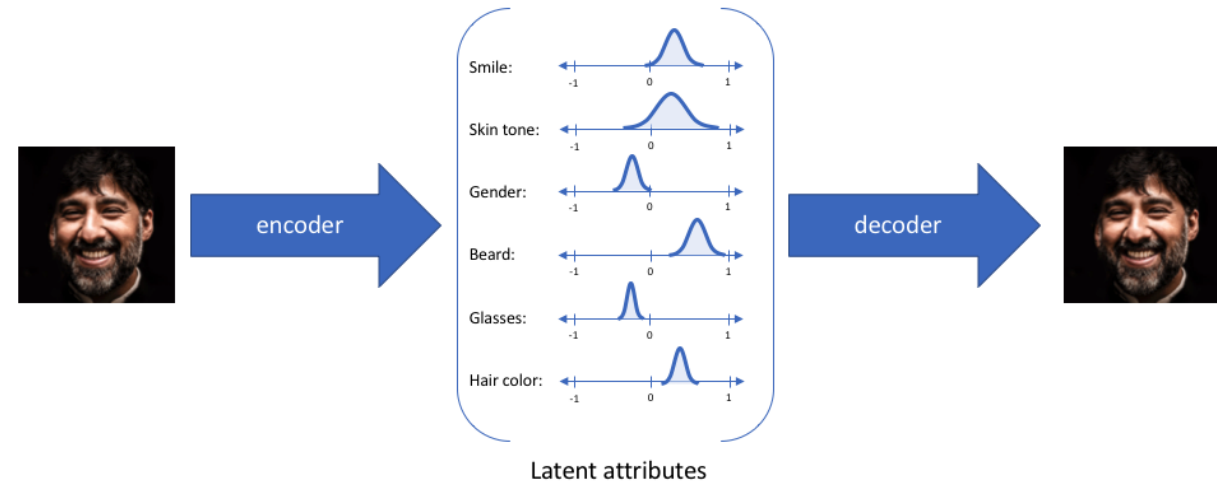 Smile:
-1 0 1
Skin tone:
-1 0 1
Gender:
-1 0 1
encoder
decoder
Beard:
-1 0 1
Glasses:
-1 0 1
Hair color:
-1 0 1
Latent attributes